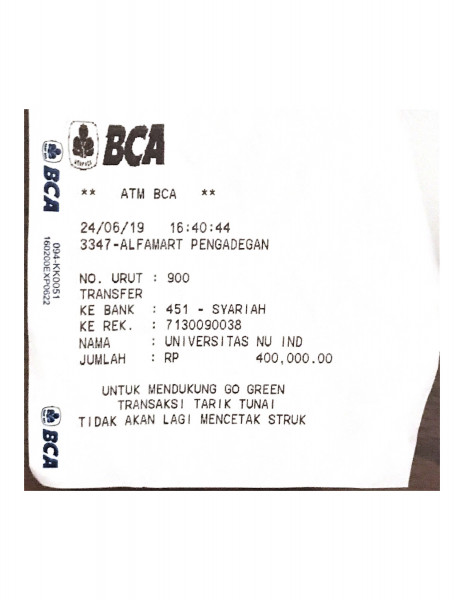 BCA
** ATM BCA **
24/06/19 16:40:44
3347-ALFAMART PENGADEGAN
NO. URUT : 900
TRANSFER
KE BANK : 451 - SYARIAH
KE REK. : 7130090038
NAMA : UNIVERSITAS NU IND
JUMLAH : RP 400,000.00
UNTUK MENDUKUNG GO GREEN
TRANSAKSI TARIK TUNAI
TIDAK AKAN LAGI MENCETAK STRUK
BCA
094-KK0051
160200EXP0622
BCA